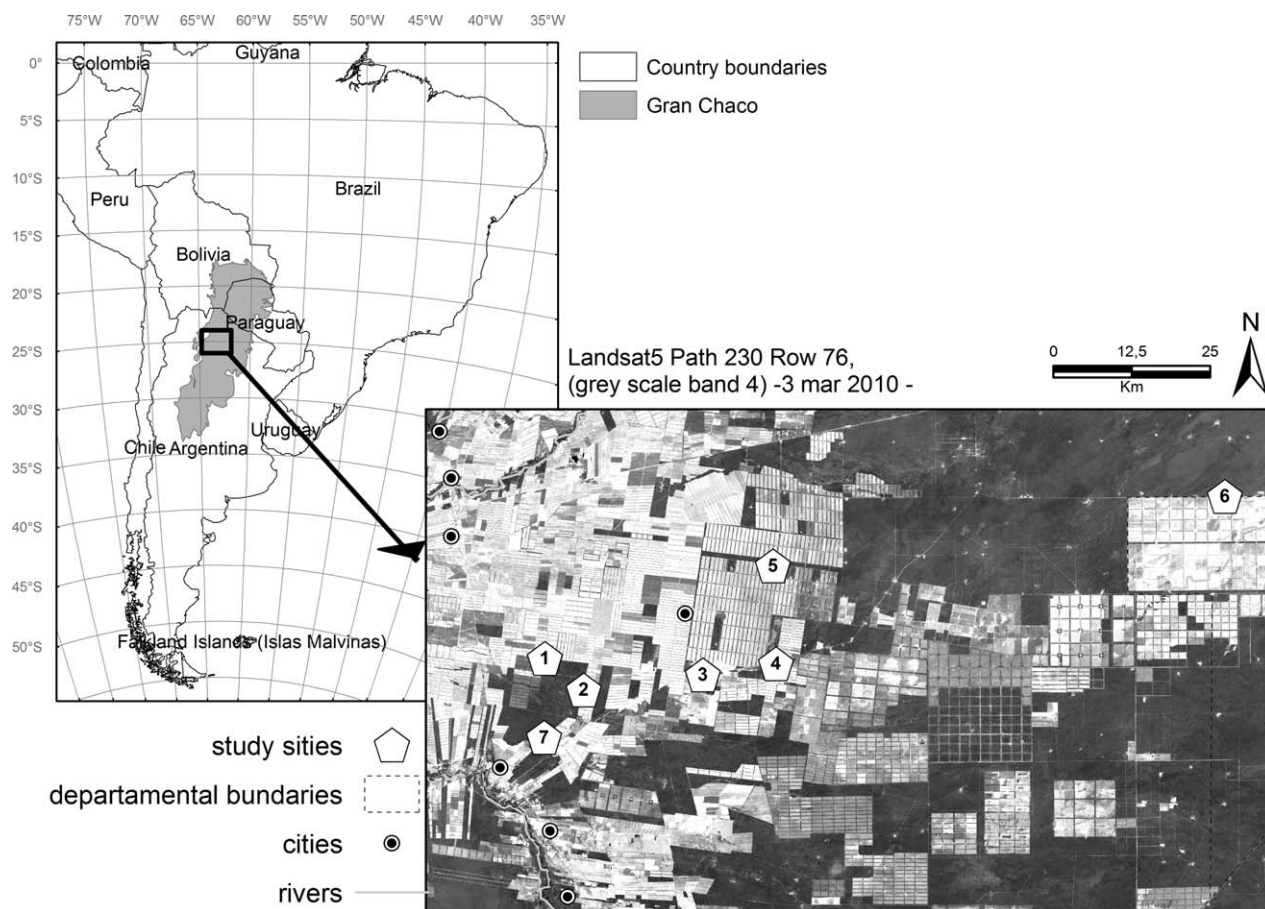 75°W 70°W 65°W 60°W 55°W 50°W 45°W 40°W 35°W
Guyana
Colombia
0°
5°S
10°S
Brazil
Peru
15°S
Bolivia
20°S
Paraguay
25°S
30°S
Uruguay
Chile Argentina
35°S
40°S
45°S
Falkland Islands (Islas Malvinas)
50°S
Country boundaries
Gran Chaco
Landsat5 Path 230 Row 76,
(grey scale band 4) -3 mar 2010 -
0 12,5 25
Km
N
6
5
1
3
4
2
7
study sities
departamental bundaries
cities
rivers